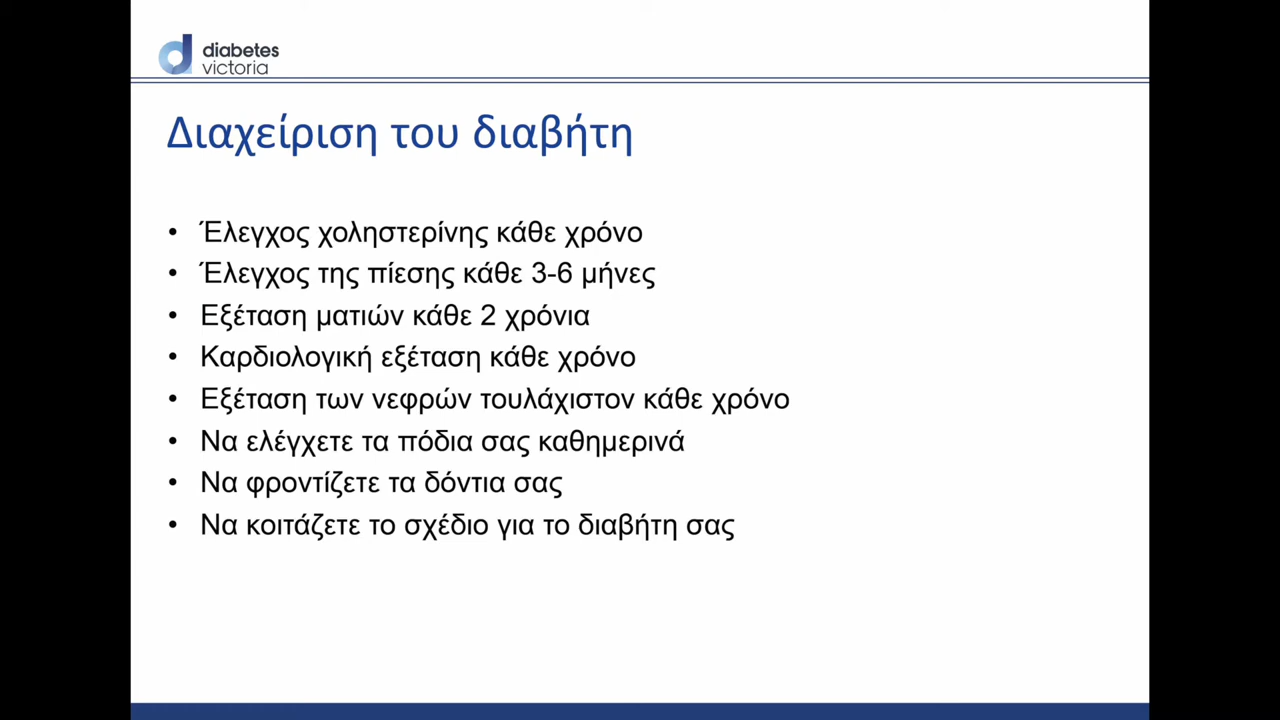 diabetes
victoria
Διαχείριση του διαβήτη
• Έλεγχος χοληστερίνης κάθε χρόνο
• Έλεγχος της πίεσης κάθε 3-6 μήνες
• Εξέταση ματιών κάθε 2 χρόνια
• Καρδιολογική εξέταση κάθε χρόνο
• Εξέταση των νεφρών τουλάχιστον κάθε χρόνο
• Να ελέγχετε τα πόδια σας καθημερινά
• Να φροντίζετε τα δόντια σας
• Να κοιτάζετε το σχέδιο για το διαβήτη σας